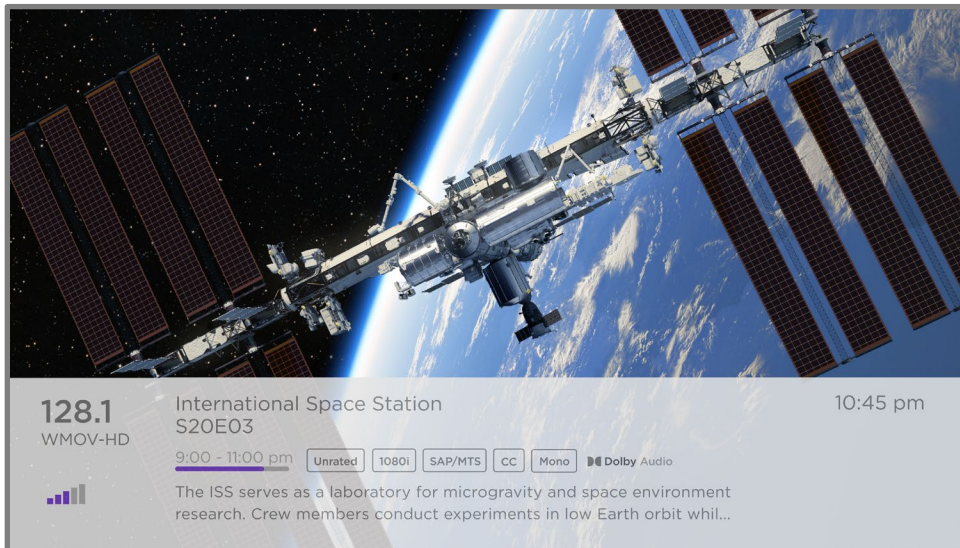 128.1
WMOV-HD
International Space Station
S20E03
10:45 pm
9:00 - 11:00 pm Unrated 1080i SAP/MTS CC Mono Dolby Audio
The ISS serves as a laboratory for microgravity and space environment
research. Crew members conduct experiments in low Earth orbit whil...